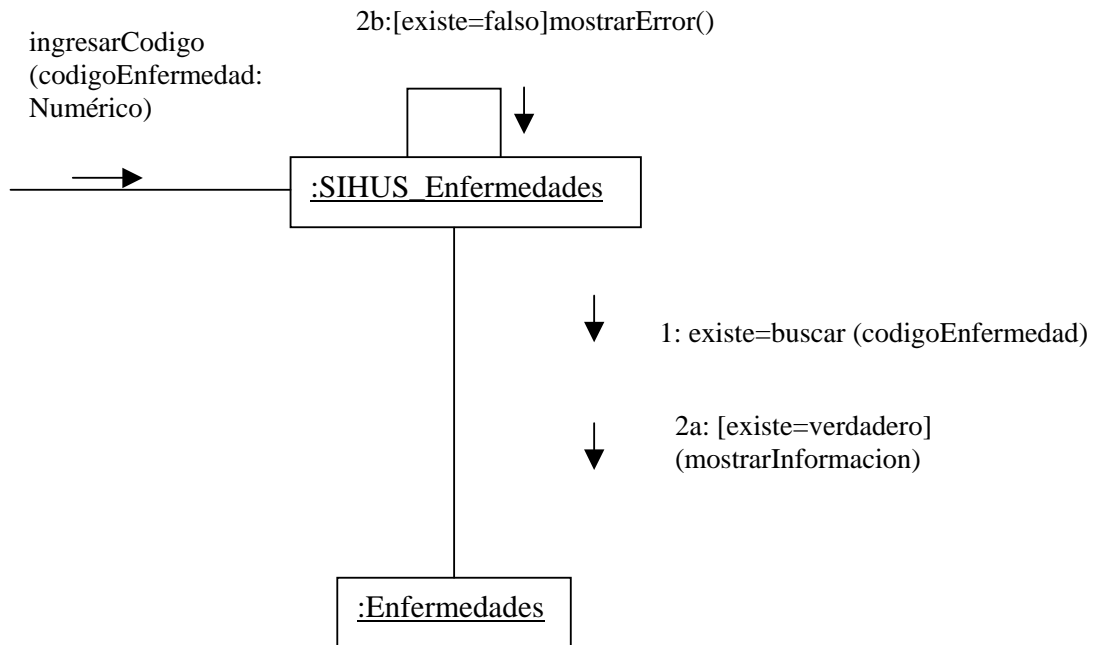 2b:[existe=falso]mostrarError()
ingresarCodigo
(codigoEnfermedad:
Numérico)
:SIHUS_Enfermedades
1: existe=buscar (codigoEnfermedad)
2a: [existe=verdadero]
(mostrarInformacion)
:Enfermedades